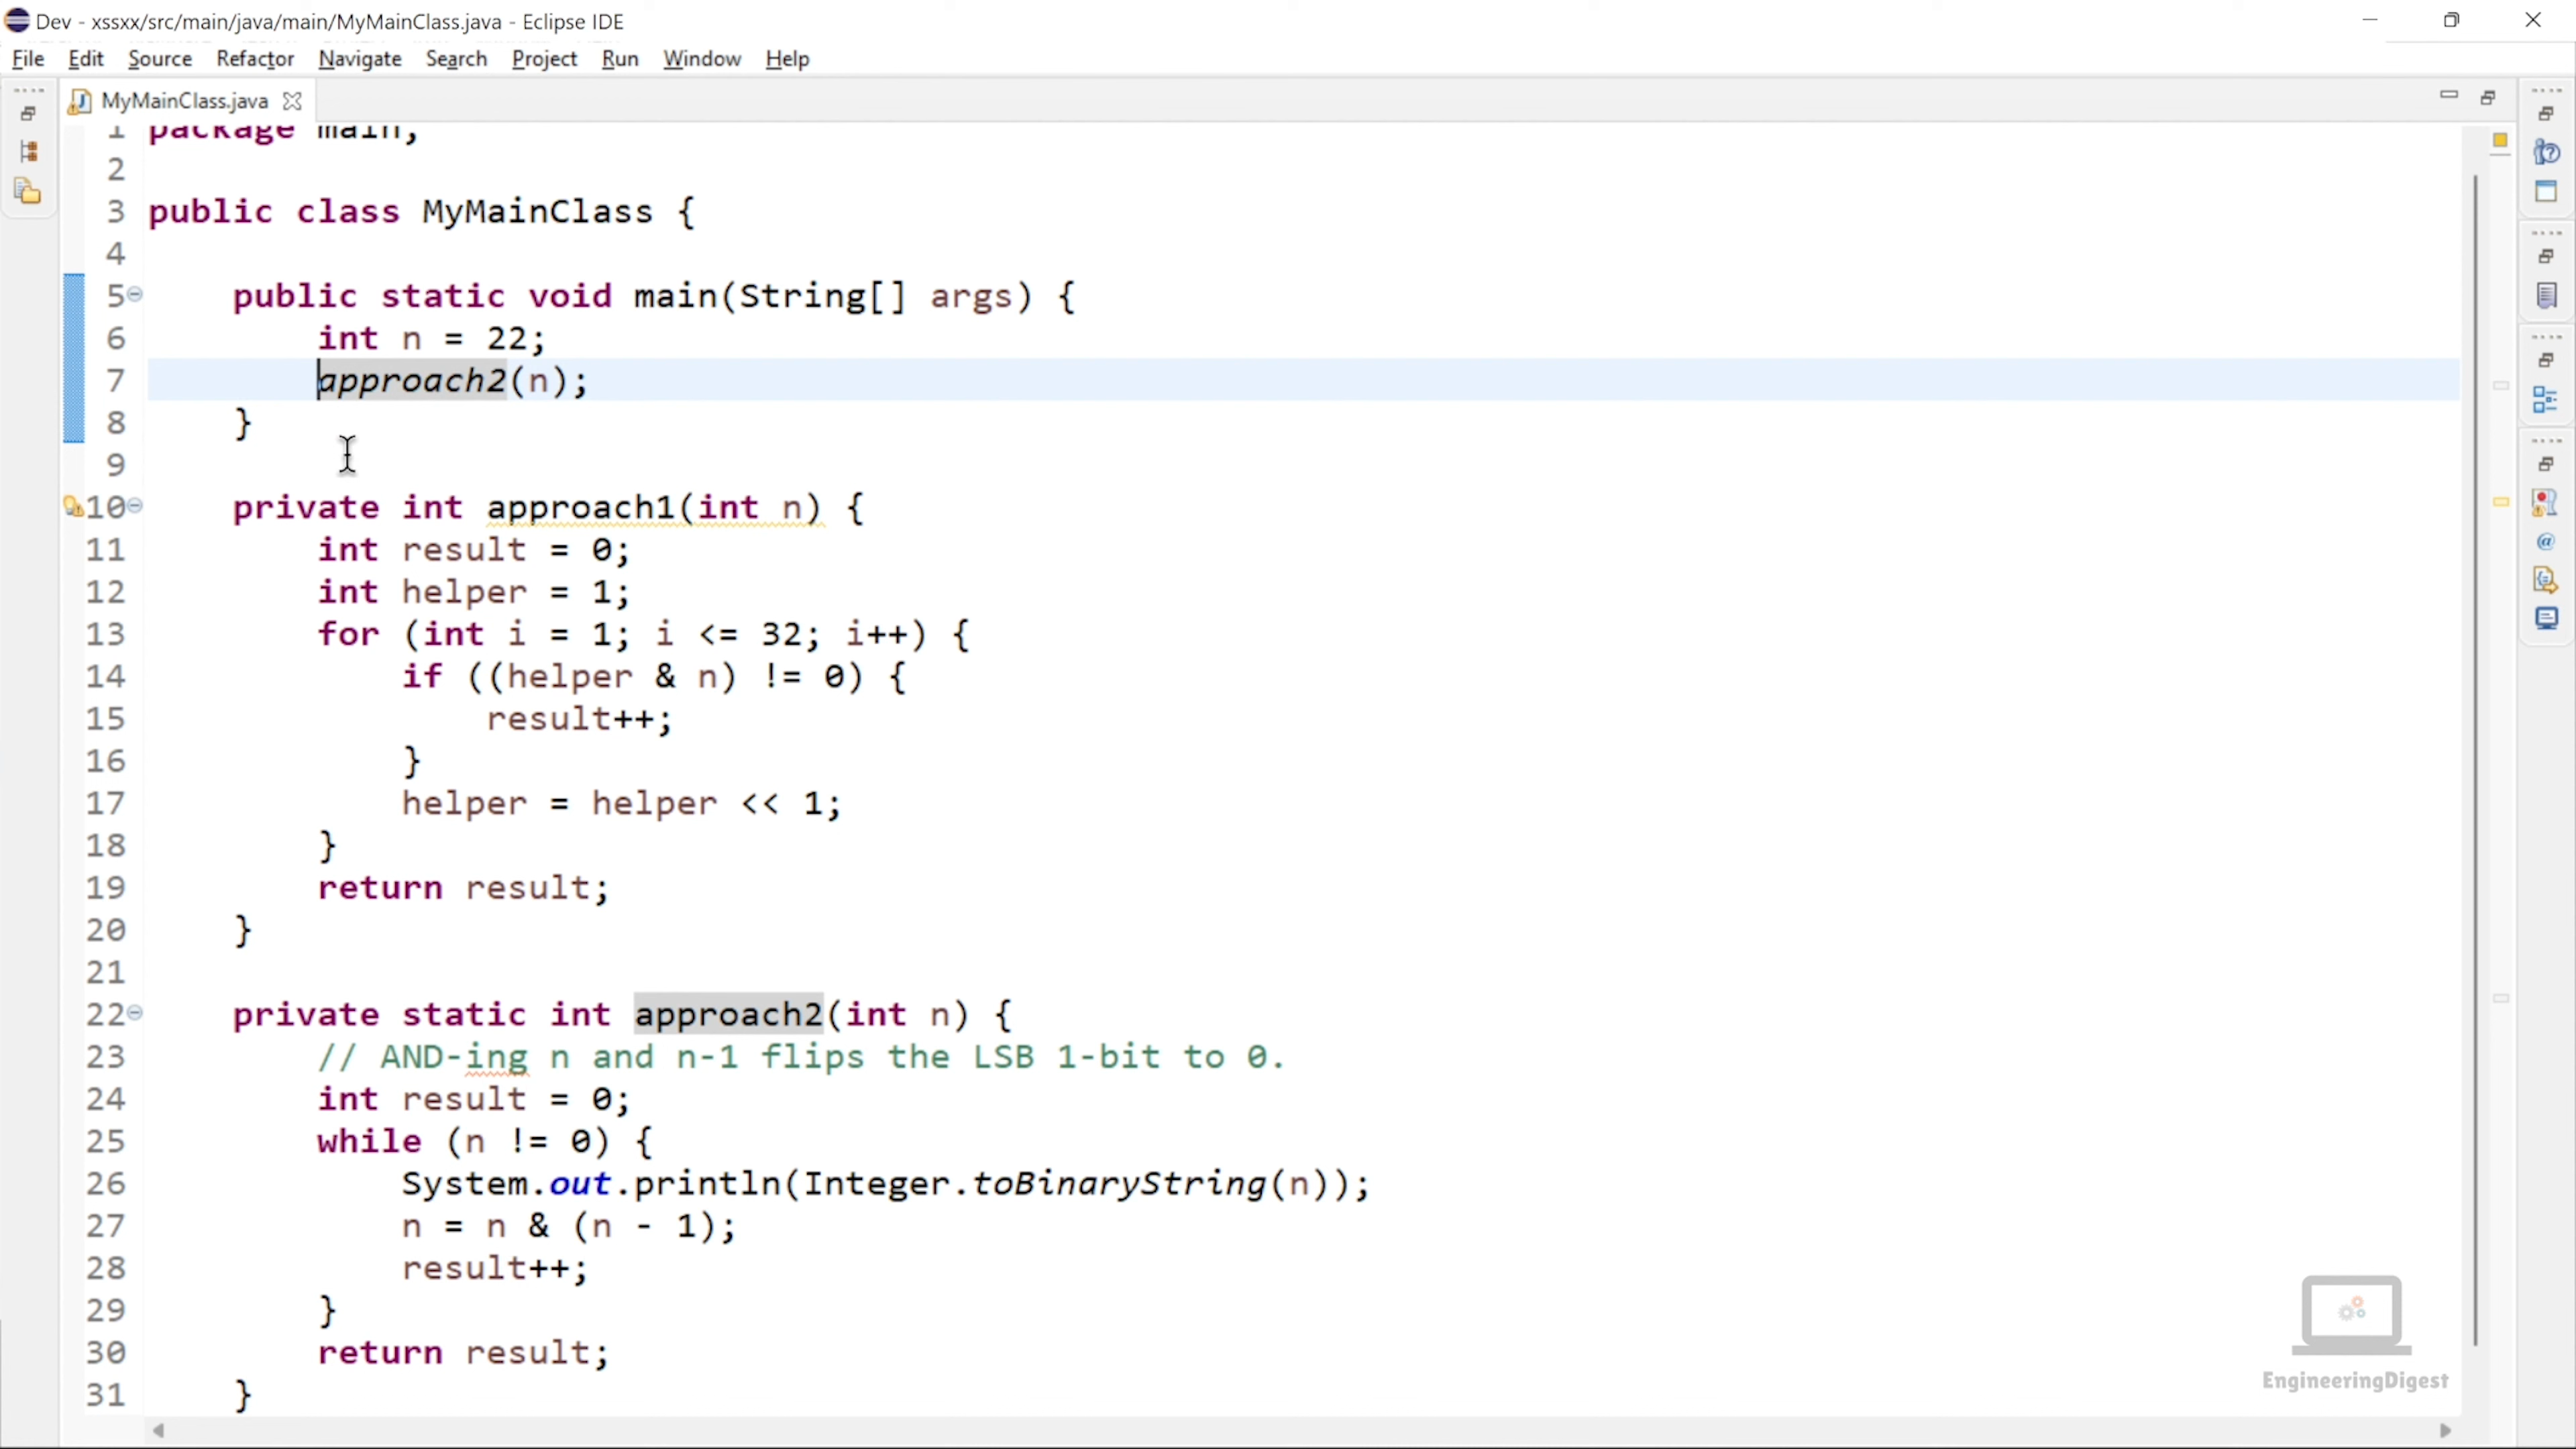 Dev - xssxx/src/main/java/main/MyMainClass.java - Eclipse IDE
File Edit Source Refactor Navigate Search Project Run Window Help
MyMainClass.java
1 package main;
2
3 public class MyMainClass {
4
5 public static void main(String[] args) {
6 int n = 22;
7 approach2(n);
8 }
9
10 private int approach1(int n) {
11 int result = 0;
12 int helper = 1;
13 for (int i = 1; i <= 32; i++) {
14 if ((helper & n) != 0) {
15 result++;
16 }
17 helper = helper << 1;
18 }
19 return result;
20 }
21
22 private static int approach2(int n) {
23 // AND-ing n and n-1 flips the LSB 1-bit to 0.
24 int result = 0;
25 while (n != 0) {
26 System.out.println(Integer.toBinaryString(n));
27 n = n & (n - 1);
28 result++;
29 }
30 return result;
31 }
EngineeringDigest